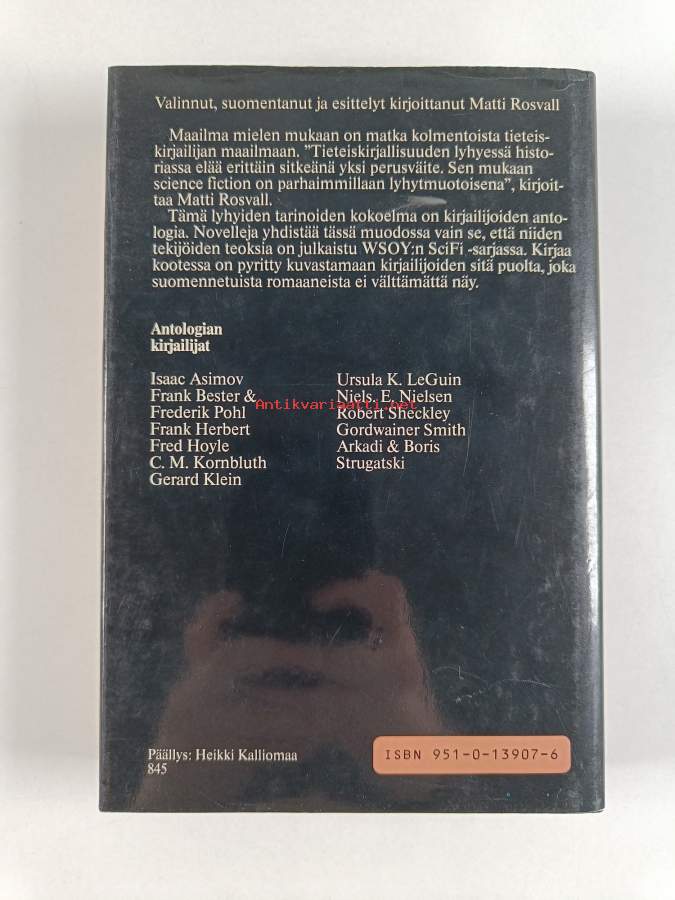 Valinnut, suomentanut ja esittelyt kirjoittanut Matti Rosvall
Maailma mielen mukaan on matka kolmentoista tieteis-
kirjailijan maailmaan. ”Tieteiskirjallisuuden lyhyessä histo-
riassa elää erittäin sitkeänä yksi perusväite. Sen mukaan
science fiction on parhaimmillaan lyhytmuotoisena”, kirjoit-
taa Matti Rosvall.
Tämä lyhyiden tarinoiden kokoelma on kirjailijoiden anto-
logia. Novelleja yhdistää tässä muodossa vain se, että niiden
tekijöiden teoksia on julkaistu WSOY:n SciFi -sarjassa. Kirjaa
kootessa on pyritty kuvastamaan kirjailijoiden sitä puolta, joka
suomennetuista romaaneista ei välttämättä näy.
Antologian
kirjailijat
Isaac Asimov
Frank Bester &
Frederik Pohl
Frank Herbert
Fred Hoyle
C. M. Kornbluth
Gerard Klein
Ursula K. LeGuin
Niels. E. Nielsen
Robert Sheckley
Gordwainer Smith
Arkadi & Boris
Strugatski
Antikvariaatti.net
Päällys: Heikki Kalliomaa
845
ISBN 951-0-13907-6